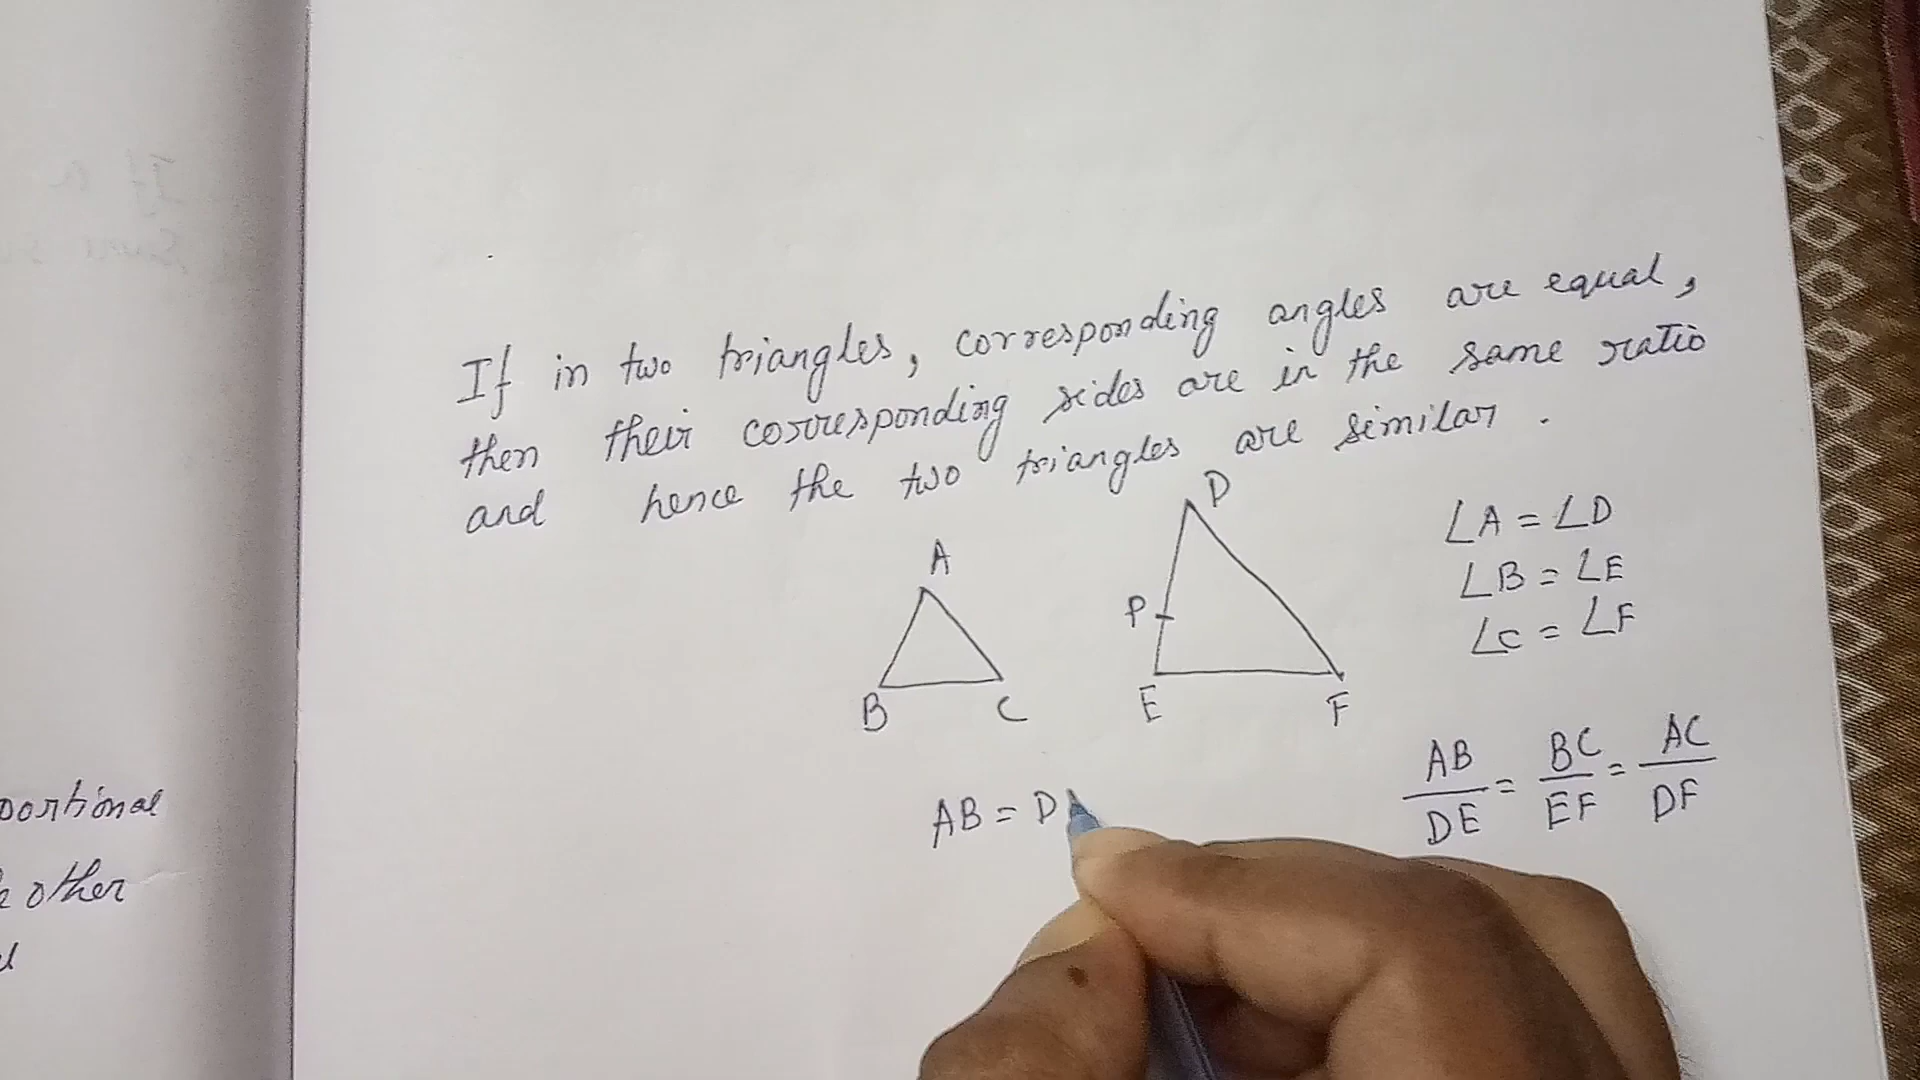 If in two triangles, corresponding angles are equal,
then their corresponding sides are in the same ratio
and hence the two triangles are similar.
A
B
C
D
P
E
F
∠A = ∠D
∠B = ∠E
∠C = ∠F
AB/DE = BC/EF = AC/DF
AB = D
other